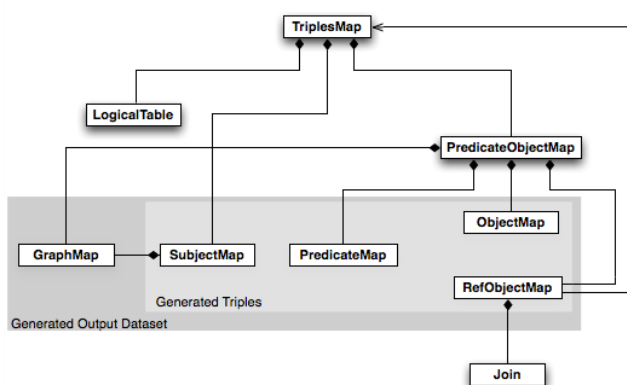 TriplesMap
LogicalTable
PredicateObjectMap
ObjectMap
GraphMap
SubjectMap
PredicateMap
RefObjectMap
Generated Triples
Generated Output Dataset
Join